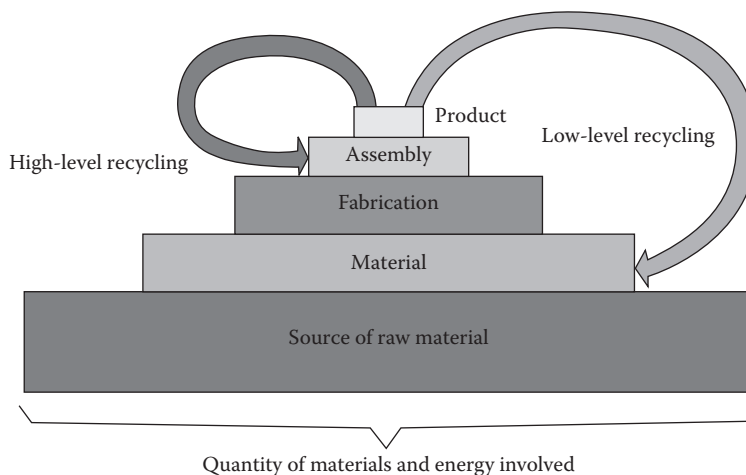 Product
Low-level recycling
High-level recycling
Assembly
Fabrication
Material
Source of raw material
Quantity of materials and energy involved